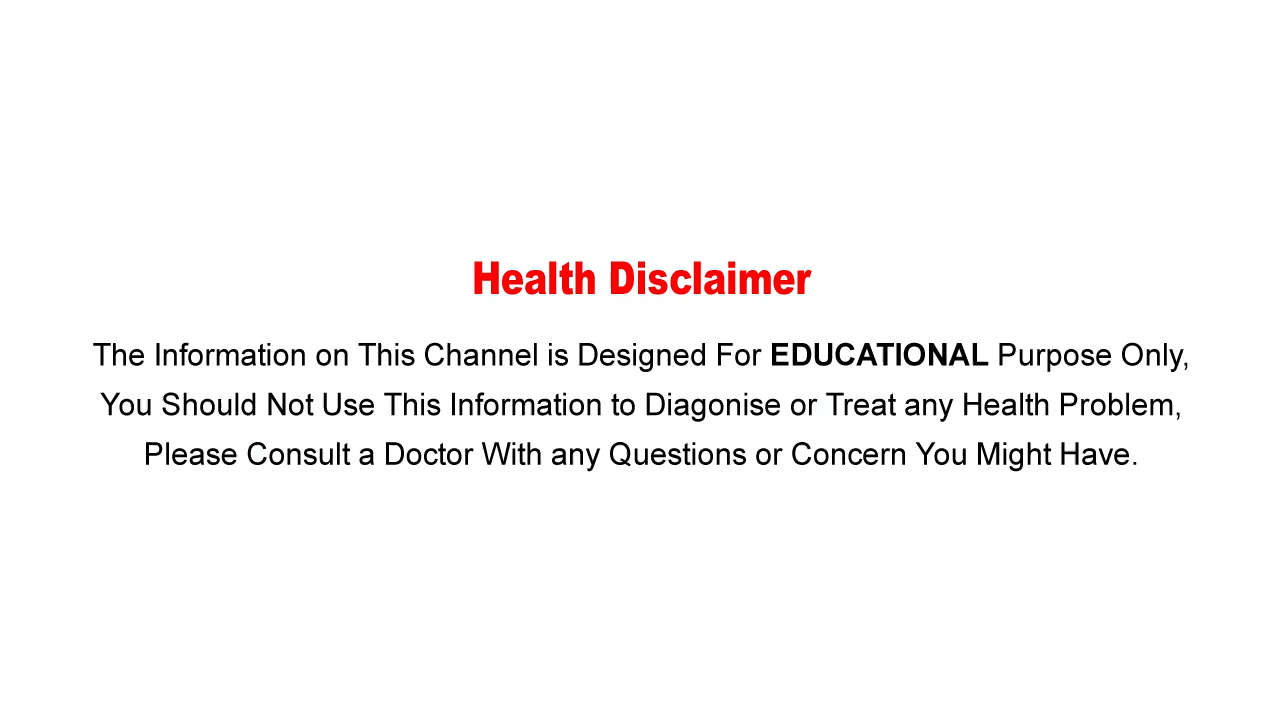 Health Disclaimer
The Information on This Channel is Designed For EDUCATIONAL Purpose Only,
You Should Not Use This Information to Diagonise or Treat any Health Problem,
Please Consult a Doctor With any Questions or Concern You Might Have.